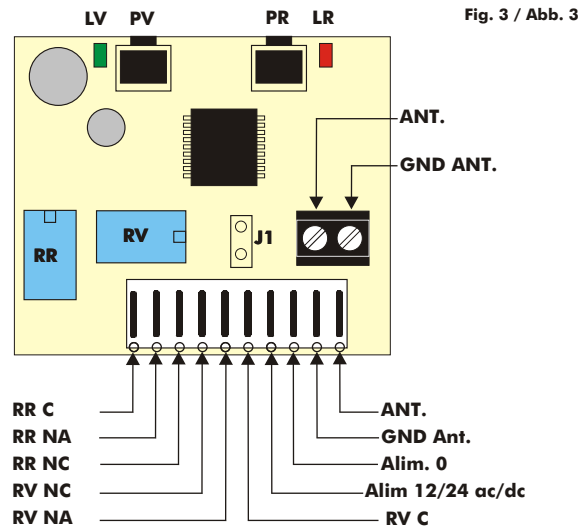 LV PV PR LR Fig. 3 / Abb. 3
ANT.
GND ANT.
RR RV J1
RR C
RR NA
RR NC
RV NC
RV NA
ANT.
GND Ant.
Alim. 0
Alim 12/24 ac/dc
RV C